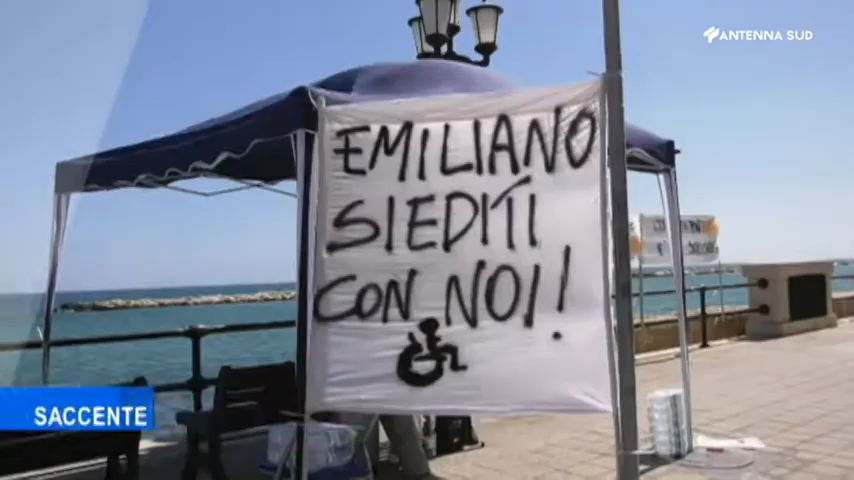 ANTENNA SUD
EMILIANO
SIEDITI
CON NOI!
SACCENTE